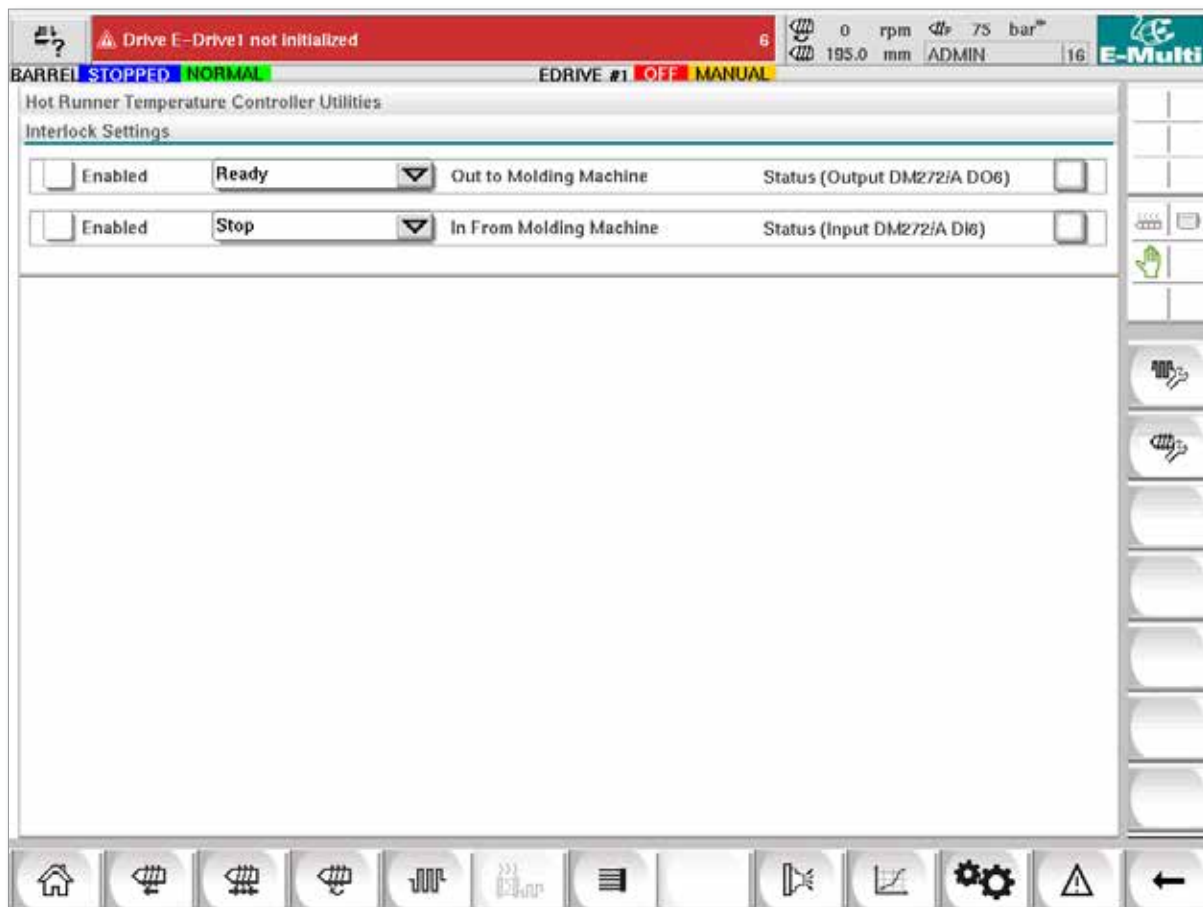 ?
Drive E-Drive1 not initialized 6
0 rpm 75 bar
195.0 mm ADMIN 16
E-Multi
BARREL STOPPED NORMAL EDRIVE #1 OFF MANUAL
Hot Runner Temperature Controller Utilities
Interlock Settings
Enabled Ready Out to Molding Machine Status (Output DM272/A DO6)
Enabled Stop In From Molding Machine Status (Input DM272/A DI6)